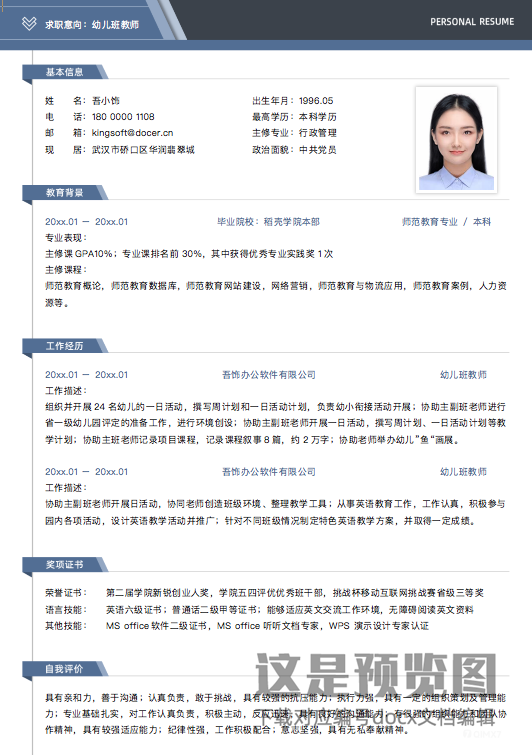 求职意向：幼儿班教师
PERSONAL RESUME
基本信息
姓 名：吾小饰 出生年月：1996.05
电 话：180 0000 1108 最高学历：本科学历
邮 箱：kingsoft@docer.cn 主修专业：行政管理
现 居：武汉市硚口区华润翡翠城 政治面貌：中共党员
教育背景
20xx.01 — 20xx.01 毕业院校：稻壳学院本部 师范教育专业 / 本科
专业表现：
主修课 GPA10%；专业课排名前 30%，其中获得优秀专业实践奖 1 次
主修课程：
师范教育概论，师范教育数据库，师范教育网站建设，网络营销，师范教育与物流应用，师范教育案例，人力资
源等。
工作经历
20xx.01 — 20xx.01 吾饰办公软件有限公司 幼儿班教师
工作描述：
组织并开展 24 名幼儿的一日活动，撰写周计划和一日活动计划，负责幼小衔接活动开展；协助主副班老师进行
省一级幼儿园评定的准备工作，进行环境创设；协助主副班老师开展一日活动，撰写周计划、一日活动计划等教
学计划；协助主班老师记录项目课程，记录课程叙事 8 篇，约 2 万字；协助老师举办幼儿”鱼“画展。
20xx.01 — 20xx.01 吾饰办公软件有限公司 幼儿班教师
工作描述：
协助主副班老师开展日活动，协同老师创造班级环境、整理教学工具；从事英语教育工作，工作认真，积极参与
园内各项活动，设计英语教学活动并推广；针对不同班级情况制定特色英语教学方案，并取得一定成绩。
奖项证书
荣誉证书： 第二届学院新锐创业人奖，学院五四评优优秀班干部，挑战杯移动互联网挑战赛省级三等奖
语言技能： 英语六级证书；普通话二级甲等证书；能够适应英文交流工作环境，无障碍阅读英文资料
其他技能： MS office 软件二级证书，MS office 听听文档专家，WPS 演示设计专家认证
自我评价
这是预览图
具有亲和力，善于沟通；认真负责，敢于挑战，具有较强的抗压能力；执行力强，具有一定的组织策划及管理能
力；专业基础扎实，对工作认真负责，积极主动，反应迅速，具有良好的沟通能力；有很强的组织能力和团队协
下载对应编号docx文档编辑
作精神，具有较强适应能力；纪律性强，工作积极配合；意志坚强，具有无私奉献精神。